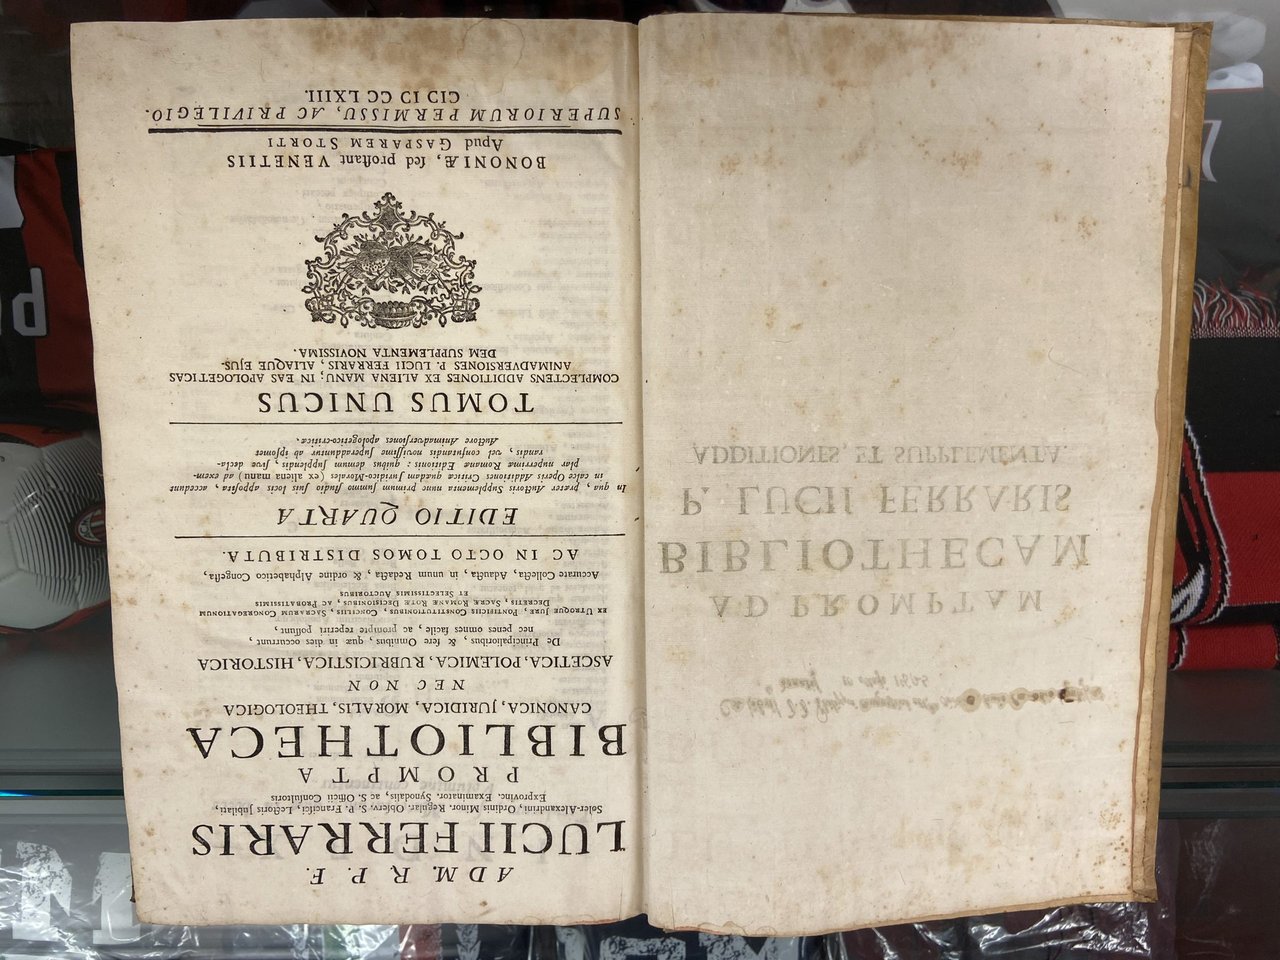 AD PROMPTAM
BIBLIOTHECAM
P. LUCII FERRARIS
ADDITIONES, ET SUPPLEMENTA.
ADM. R. P. F.
LUCII FERRARIS
Soler-Alexandrini, Ordinis Minor. Regular. Obſerv. S. P. Franciſci, Lectoris Jubilati,
Exprovinc. Examinator. Synodalis, ac S. Officii Conſultoris
PROMPTA
BIBLIOTHECA
CANONICA, JURIDICA, MORALIS, THEOLOGICA
NEC NON
ASCETICA, POLEMICA, RUBRICISTICA, HISTORICA
De Principalioribus, & fere Omnibus, quæ in dies occurrunt,
nec penes omnes facile, ac prompte reperiri poſſunt,
EX UTROQUE JURE; PONTIFICIIS CONSTITUTIONIBUS, CONCILIIS, SACRARUM CONGREGATIONUM
DECRETIS, SACRÆ ROMANÆ ROTÆ DECISIONIBUS, AC PROBATISSIMIS
ET SELECTISSIMIS AUCTORIBUS
Accurate Collecta, Adaucta, in unum Redacta, & ordine Alphabetico Congeſta,
AC IN OCTO TOMOS DISTRIBUTA.
EDITIO QUARTA
In qua, præter Auctoris Supplementa nunc primum ſummo ſtudio ſuis locis appoſita, accedunt
in calce Operis Additiones Critica quædam Juridico-Morales (ex aliena manu) ad exem-
plar nuperrimæ Romanæ Editionis: quibus demum ſupplendis, ſive decla-
randis, vel confutandis noviſſime ſuperadduntur ab ipſomet
Auctore Animadverſiones apologetico-criticæ.
TOMUS UNICUS
COMPLECTENS ADDITIONES EX ALIENA MANU; IN EAS APOLOGETICAS
ANIMADVERSIONES P. LUCII FERRARIS, ALIAQUE EJUS-
DEM SUPPLEMENTA NOVISSIMA.
BONONIÆ, ſed proſtant VENETIIS
Apud GASPAREM STORTI
SUPERIORUM PERMISSU, AC PRIVILEGIO.
CIↃ IↃ CC LXIII.